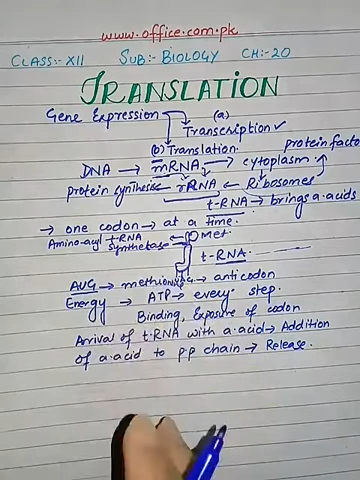 www.office.com.pk
CLASS:-XII SUB:-BIOLOGY CH:-20
TRANSLATION
Gene Expression (a)
Transcription ✓
(b) Translation. protein facto
DNA → mRNA → cytoplasm
protein synthesis ← rRNA ← Ribosomes
t-RNA → brings a.acids
→ one codon → at a time.
Amino-acyl t-RNA synthetase Met
t-RNA
AUG → methionine → anticodon
Energy → ATP → every step.
Binding, Exposure of codon
Arrival of t.RNA with a.acid → Addition
of a.acid to p.p chain → Release.